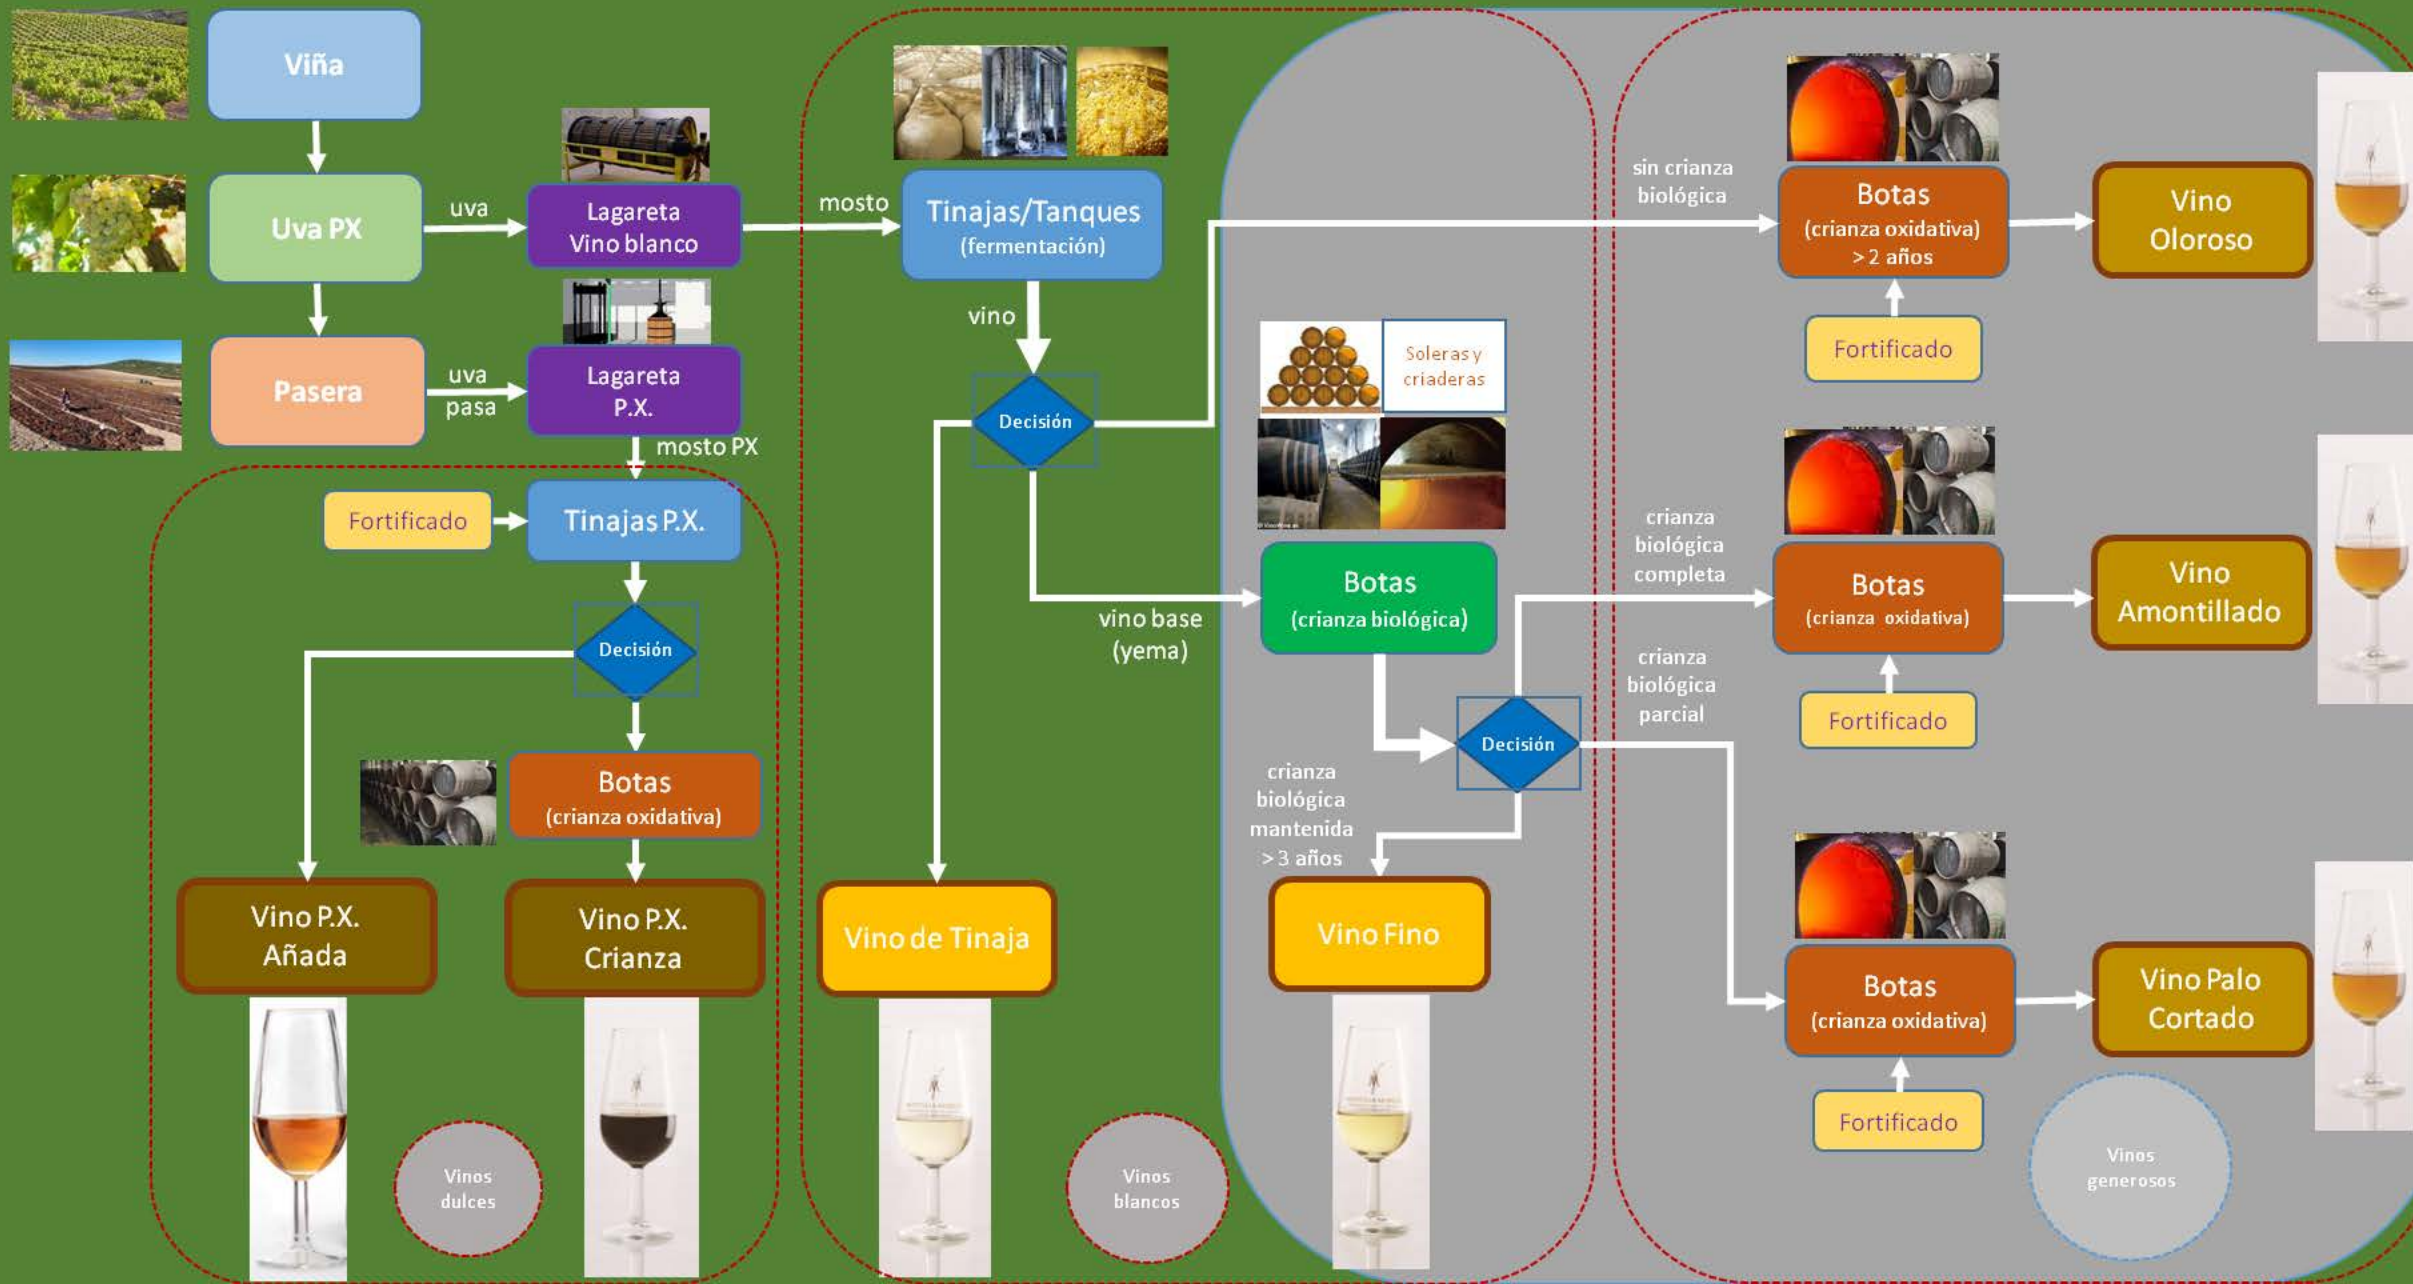 Viña
Uva PX
uva
Lagareta
Vino blanco
mosto
Tinajas/Tanques
(fermentación)
vino
Decisión
Pasera
uva
pasa
Lagareta
P.X.
mosto PX
Fortificado
Tinajas P.X.
Decisión
Botas
(crianza oxidativa)
Vino P.X.
Añada
Vino P.X.
Crianza
Vinos
dulces
Vino de Tinaja
Vinos
blancos
vino base
(yema)
Soleras y
criaderas
Botas
(crianza biológica)
Decisión
crianza
biológica
mantenida
> 3 años
Vino Fino
sin crianza
biológica
Botas
(crianza oxidativa)
> 2 años
Fortificado
Vino
Oloroso
crianza
biológica
completa
Botas
(crianza oxidativa)
Fortificado
Vino
Amontillado
crianza
biológica
parcial
Botas
(crianza oxidativa)
Fortificado
Vino Palo
Cortado
Vinos
generosos